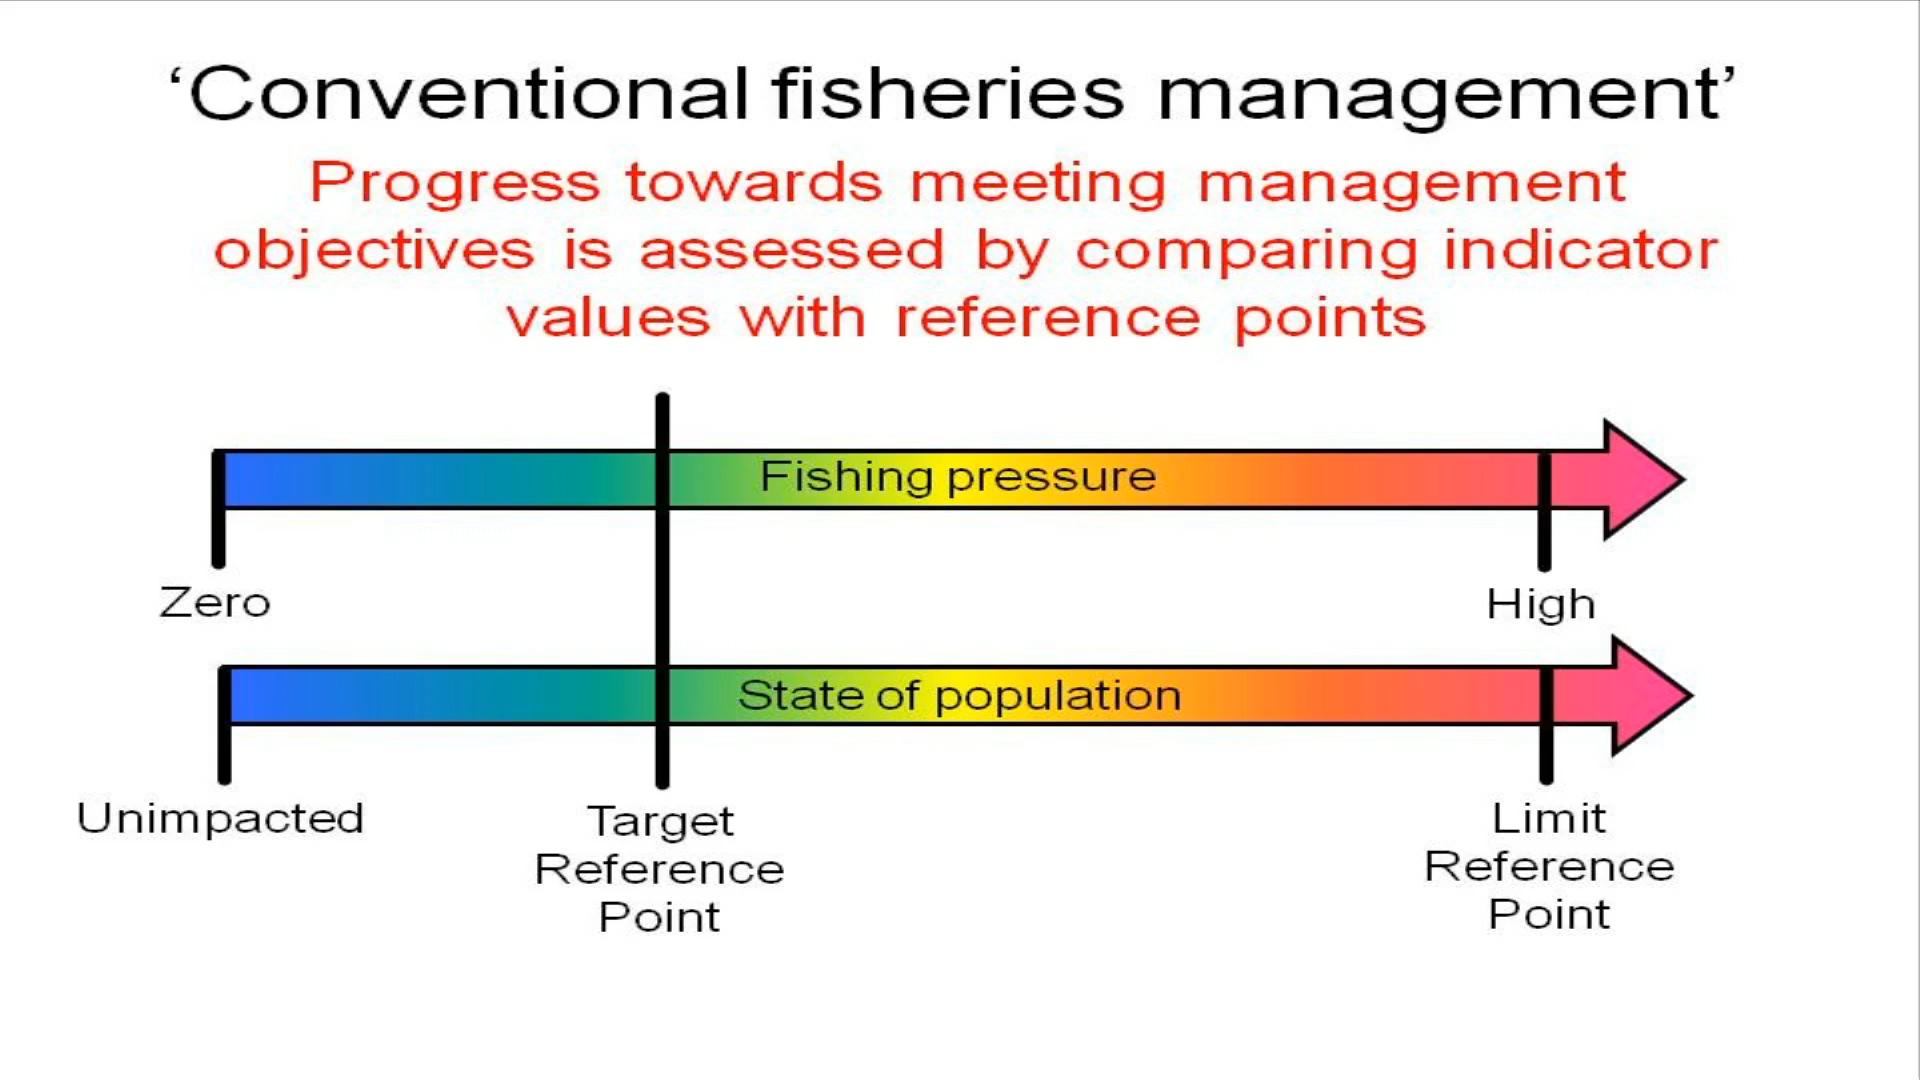 ‘Conventional fisheries management’
Progress towards meeting management
objectives is assessed by comparing indicator
values with reference points
Fishing pressure
Zero
High
State of population
Unimpacted
Target
Reference
Point
Limit
Reference
Point